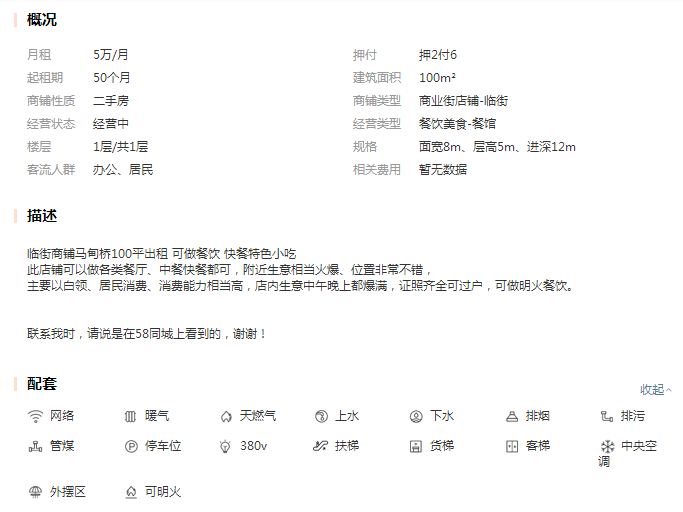 概况
月租 5万/月 押付 押2付6
起租期 50个月 建筑面积 100m²
商铺性质 二手房 商铺类型 商业街店铺-临街
经营状态 经营中 经营类型 餐饮美食-餐馆
楼层 1层/共1层 规格 面宽8m、层高5m、进深12m
客流人群 办公、居民 相关费用 暂无数据
描述
临街商铺马甸桥100平出租 可做餐饮 快餐特色小吃
此店铺可以做各类餐厅、中餐快餐都可，附近生意相当火爆、位置非常不错，
主要以白领、居民消费、消费能力相当高，店内生意中午晚上都爆满，证照齐全可过户，可做明火餐饮。
联系我时，请说是在58同城上看到的，谢谢！
配套
收起
网络 暖气 天燃气 上水 下水 排烟 排污
管煤 停车位 380v 扶梯 货梯 客梯 中央空
调
外摆区 可明火